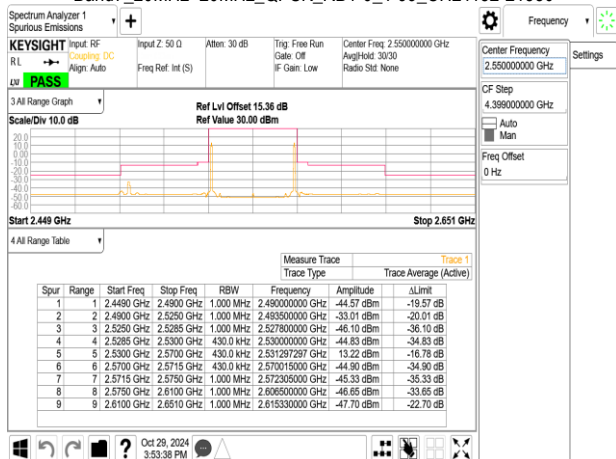 Spectrum Analyzer 1
Spurious Emissions
Frequency
Settings
KEYSIGHT
RL
Input: RF
Coupling: DC
Align: Auto
Input Z: 50 Ω
Freq Ref: Int (S)
Atten: 30 dB
Trig: Free Run
Gate: Off
IF Gain: Low
Center Freq: 2.550000000 GHz
Avg|Hold: 30/30
Radio Std: None
PASS
Center Frequency
2.550000000 GHz
CF Step
4.399000000 GHz
Auto
Man
Freq Offset
0 Hz
3 All Range Graph
Scale/Div 10.0 dB
Ref Lvl Offset 15.36 dB
Ref Value 30.00 dBm
20.0
10.0
0.00
-10.0
-20.0
-30.0
-40.0
-50.0
-60.0
Start 2.449 GHz
Stop 2.651 GHz
4 All Range Table
Measure Trace Trace 1
Trace Type Trace Average (Active)
Spur Range Start Freq Stop Freq RBW Frequency Amplitude ΔLimit
1 1 2.4490 GHz 2.4900 GHz 1.000 MHz 2.490000000 GHz -44.57 dBm -19.57 dB
2 2 2.4900 GHz 2.5250 GHz 1.000 MHz 2.493500000 GHz -33.01 dBm -20.01 dB
3 3 2.5250 GHz 2.5285 GHz 1.000 MHz 2.527800000 GHz -46.10 dBm -36.10 dB
4 4 2.5285 GHz 2.5300 GHz 430.0 kHz 2.530000000 GHz -44.83 dBm -34.83 dB
5 5 2.5300 GHz 2.5700 GHz 430.0 kHz 2.531297297 GHz 13.22 dBm -16.78 dB
6 6 2.5700 GHz 2.5715 GHz 430.0 kHz 2.570015000 GHz -44.90 dBm -34.90 dB
7 7 2.5715 GHz 2.5750 GHz 1.000 MHz 2.572305000 GHz -45.33 dBm -35.33 dB
8 8 2.5750 GHz 2.6100 GHz 1.000 MHz 2.606500000 GHz -46.65 dBm -33.65 dB
9 9 2.6100 GHz 2.6510 GHz 1.000 MHz 2.615330000 GHz -47.70 dBm -22.70 dB
Oct 29, 2024
3:53:38 PM